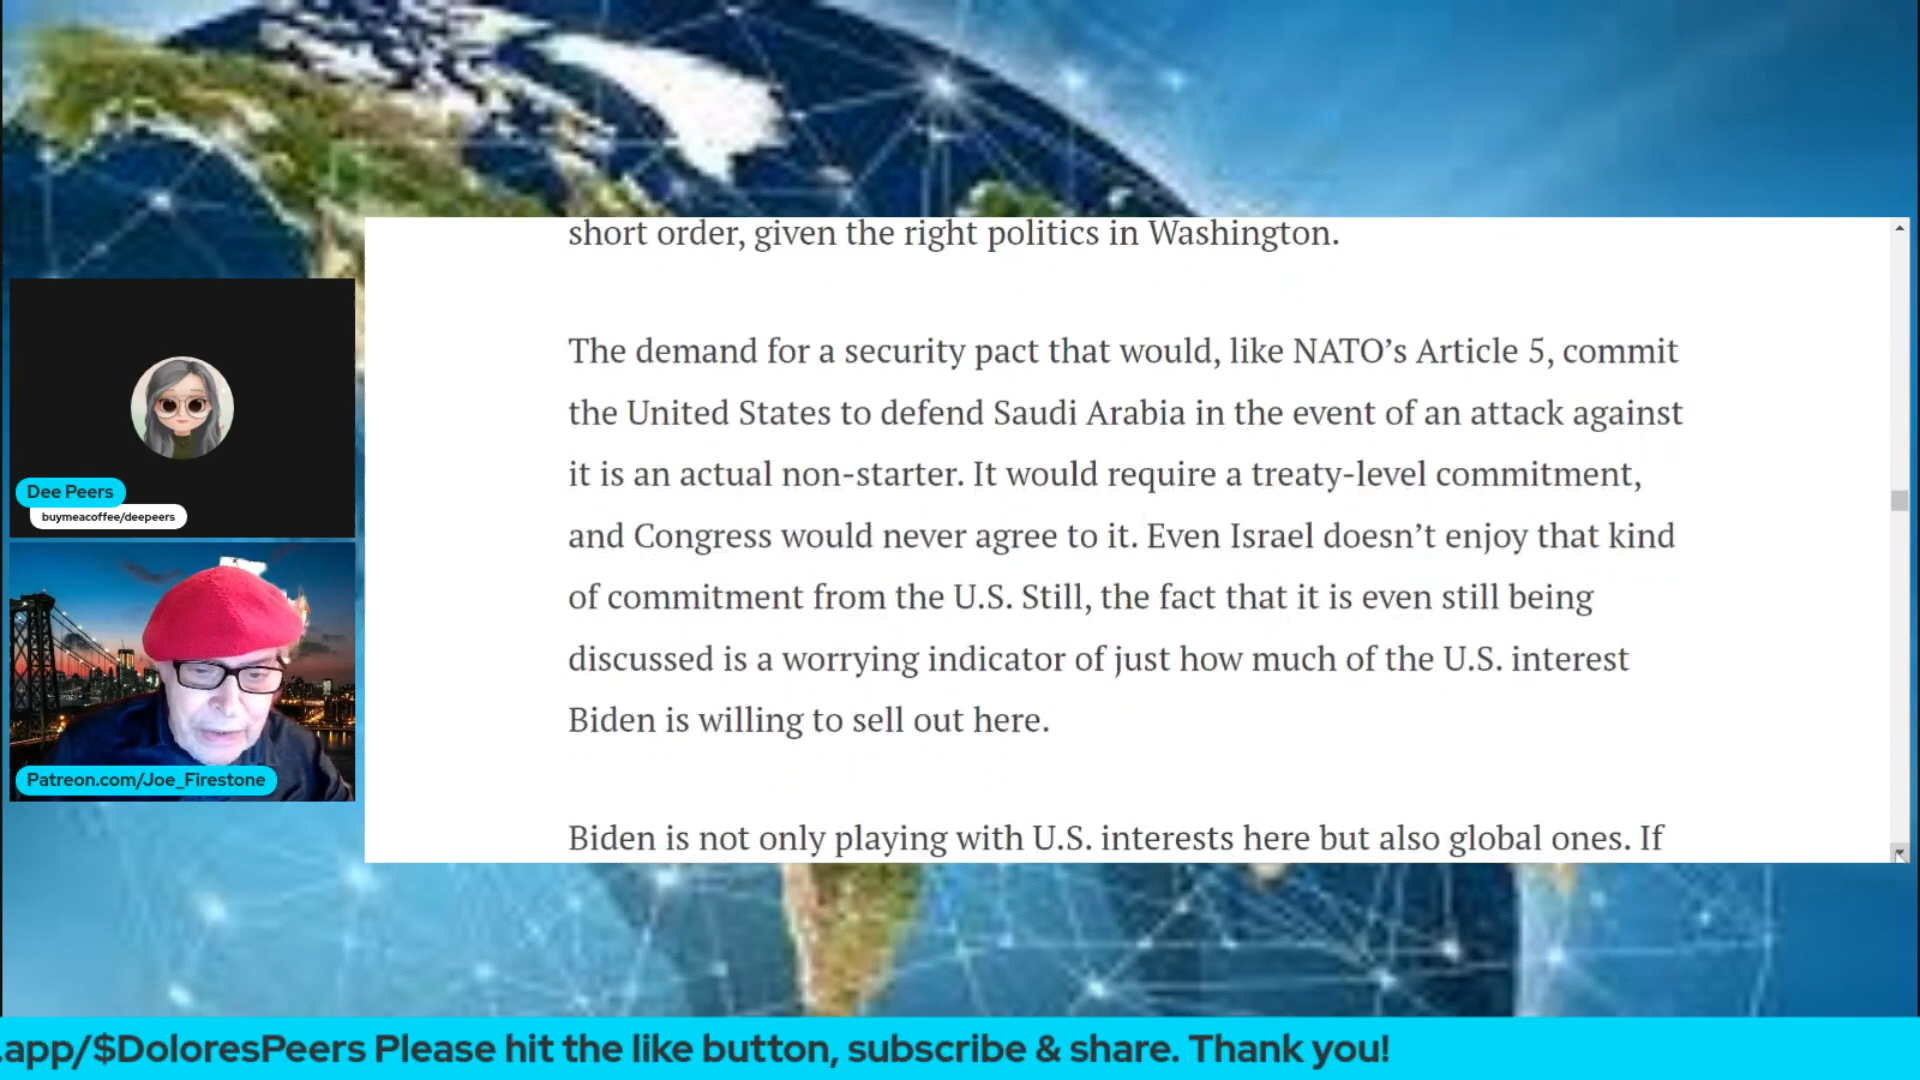 short order, given the right politics in Washington.
The demand for a security pact that would, like NATO’s Article 5, commit
the United States to defend Saudi Arabia in the event of an attack against
it is an actual non-starter. It would require a treaty-level commitment,
and Congress would never agree to it. Even Israel doesn’t enjoy that kind
of commitment from the U.S. Still, the fact that it is even still being
discussed is a worrying indicator of just how much of the U.S. interest
Biden is willing to sell out here.
Biden is not only playing with U.S. interests here but also global ones. If
Dee Peers
buymeacoffee/deepeers
Patreon.com/Joe_Firestone
.app/$DoloresPeers Please hit the like button, subscribe & share. Thank you!